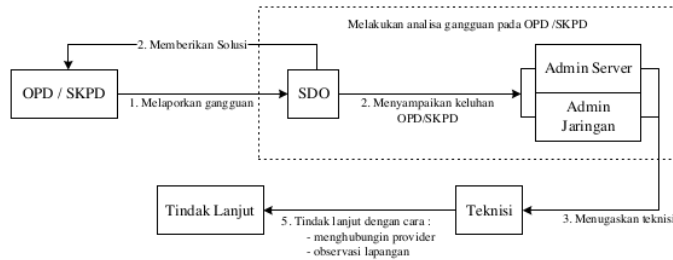 Melakukan analisa gangguan pada OPD /SKPD
2. Memberikan Solusi
OPD / SKPD
1. Melaporkan gangguan
SDO
2. Menyampaikan keluhan
OPD/SKPD
Admin Server
Admin
Jaringan
Tindak Lanjut
5. Tindak lanjut dengan cara :
- menghubungin provider
- observasi lapangan
Teknisi
3. Menugaskan teknisi